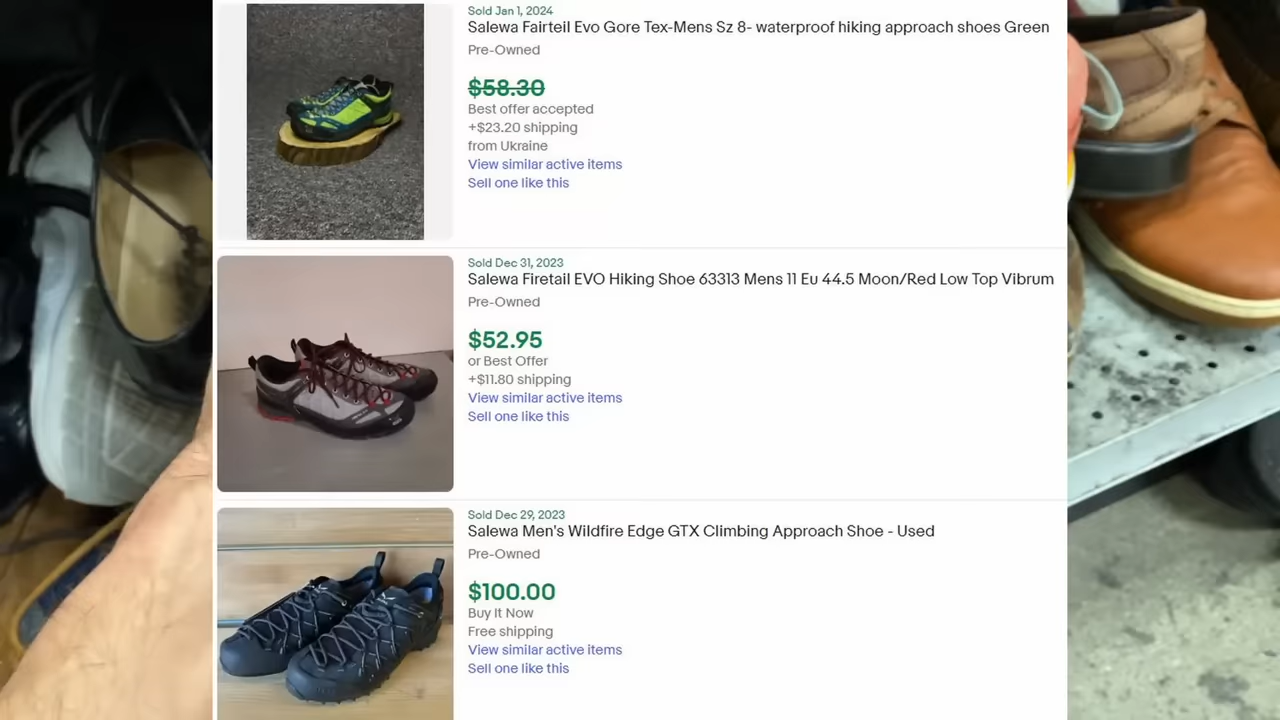 Sold Jan 1, 2024
Salewa Fairteil Evo Gore Tex-Mens Sz 8- waterproof hiking approach shoes Green
Pre-Owned
$58.30
Best offer accepted
+$23.20 shipping
from Ukraine
View similar active items
Sell one like this
Sold Dec 31, 2023
Salewa Firetail EVO Hiking Shoe 63313 Mens 11 Eu 44.5 Moon/Red Low Top Vibrum
Pre-Owned
$52.95
or Best Offer
+$11.80 shipping
View similar active items
Sell one like this
Sold Dec 29, 2023
Salewa Men's Wildfire Edge GTX Climbing Approach Shoe - Used
Pre-Owned
$100.00
Buy It Now
Free shipping
View similar active items
Sell one like this